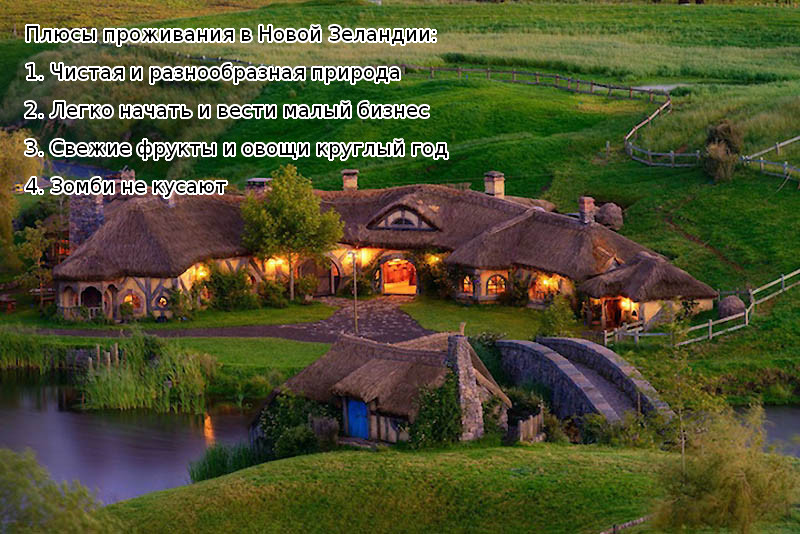 Плюсы проживания в Новой Зеландии:
1. Чистая и разнообразная природа
2. Легко начать и вести малый бизнес
3. Свежие фрукты и овощи круглый год
4. Зомби не кусают